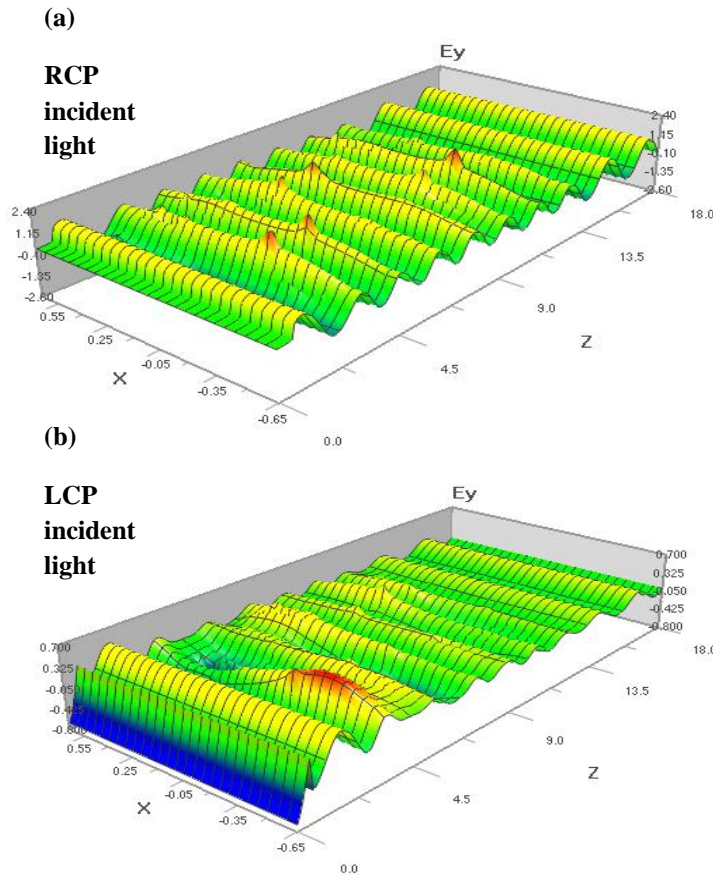 (a)
RCP
incident
light
Ey
2.40
1.15
-0.10
-1.35
-2.60
18.0
13.5
9.0
4.5
0.0
Z
2.40
1.15
-0.10
-1.35
-2.60
0.55
0.25
-0.05
-0.35
-0.65
X
(b)
LCP
incident
light
Ey
0.700
0.325
-0.050
-0.425
-0.800
18.0
13.5
9.0
4.5
0.0
Z
0.700
0.325
-0.050
-0.425
-0.800
0.55
0.25
-0.05
-0.35
-0.65
X